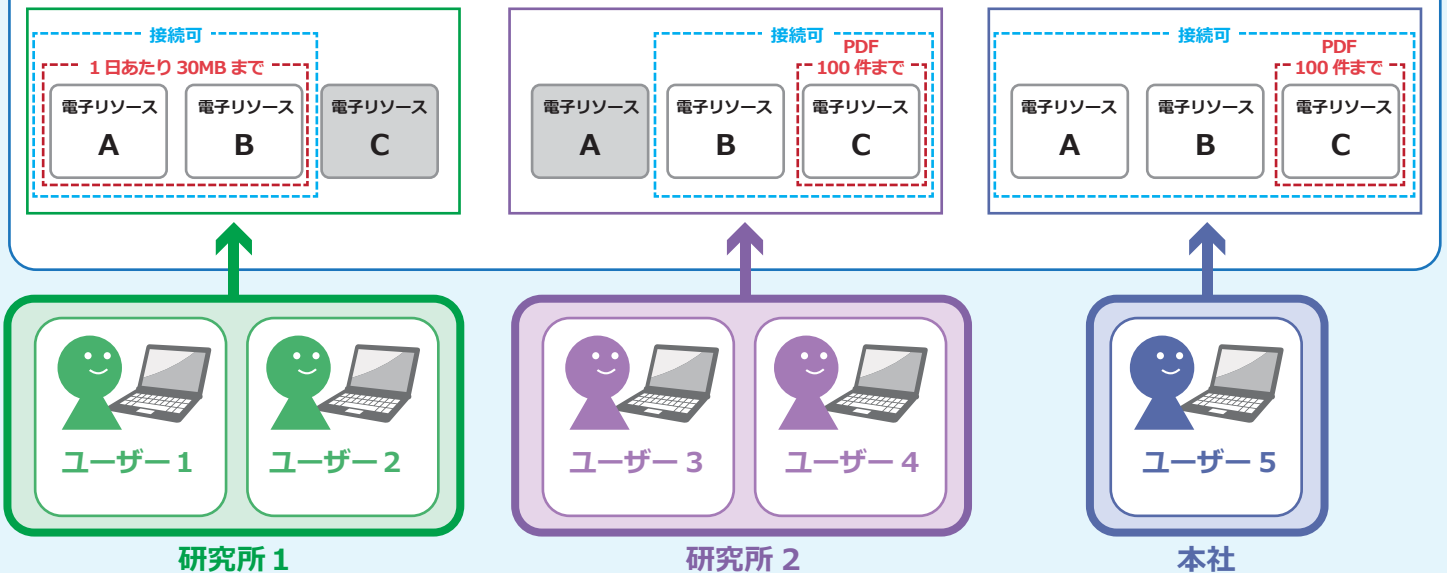 接続可
1日あたり 30MB まで
電子リソース
A
電子リソース
B
電子リソース
C
接続可
PDF
100 件まで
電子リソース
A
電子リソース
B
電子リソース
C
接続可
PDF
100 件まで
電子リソース
A
電子リソース
B
電子リソース
C
ユーザー 1
ユーザー 2
ユーザー 3
ユーザー 4
ユーザー 5
研究所 1
研究所 2
本社